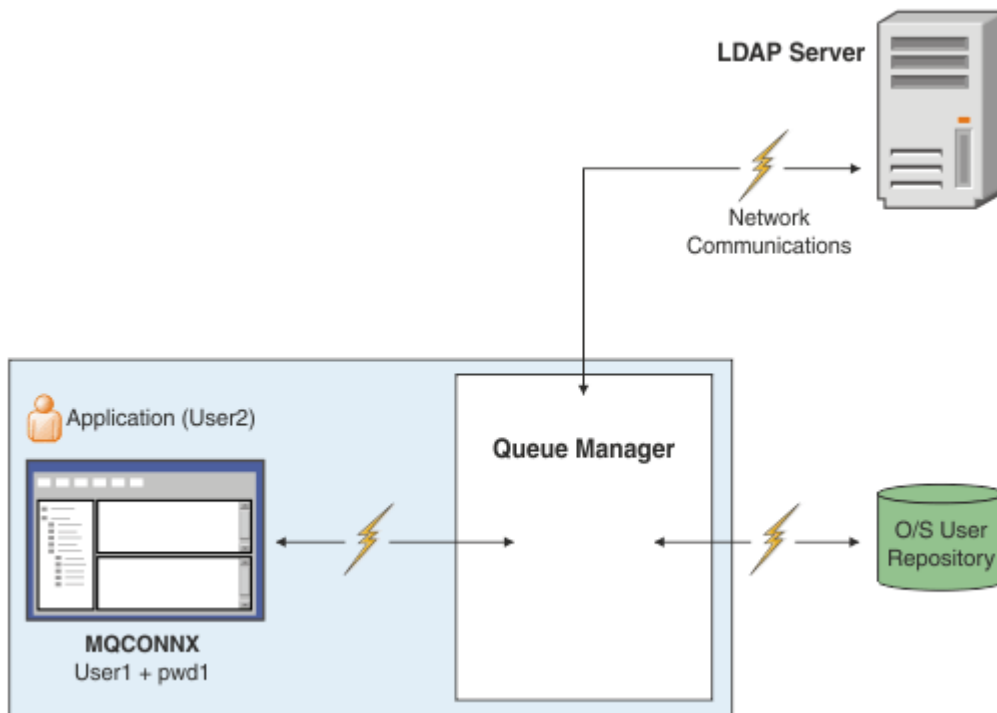 LDAP Server
Network
Communications
Application (User2)
Queue Manager
O/S User
Repository
MQCONNX
User1 + pwd1